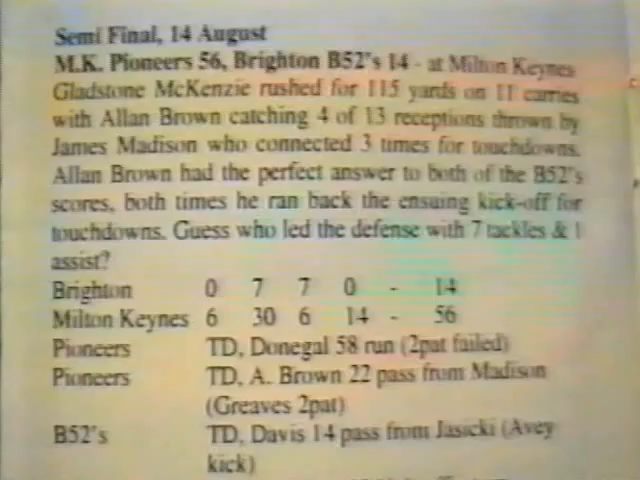 Semi Final, 14 August
M.K. Pioneers 56, Brighton B52's 14 - at Milton Keynes
Gladstone McKenzie rushed for 115 yards on 11 carries
with Allan Brown catching 4 of 13 receptions thrown by
James Madison who connected 3 times for touchdowns.
Allan Brown had the perfect answer to both of the B52's
scores, both times he ran back the ensuing kick-off for
touchdowns. Guess who led the defense with 7 tackles & 1
assist?
Brighton 0 7 7 0 - 14
Milton Keynes 6 30 6 14 - 56
Pioneers TD, Donegal 58 run (2pat failed)
Pioneers TD, A. Brown 22 pass from Madison
(Greaves 2pat)
B52's TD, Davis 14 pass from Jasicki (Avey
kick)